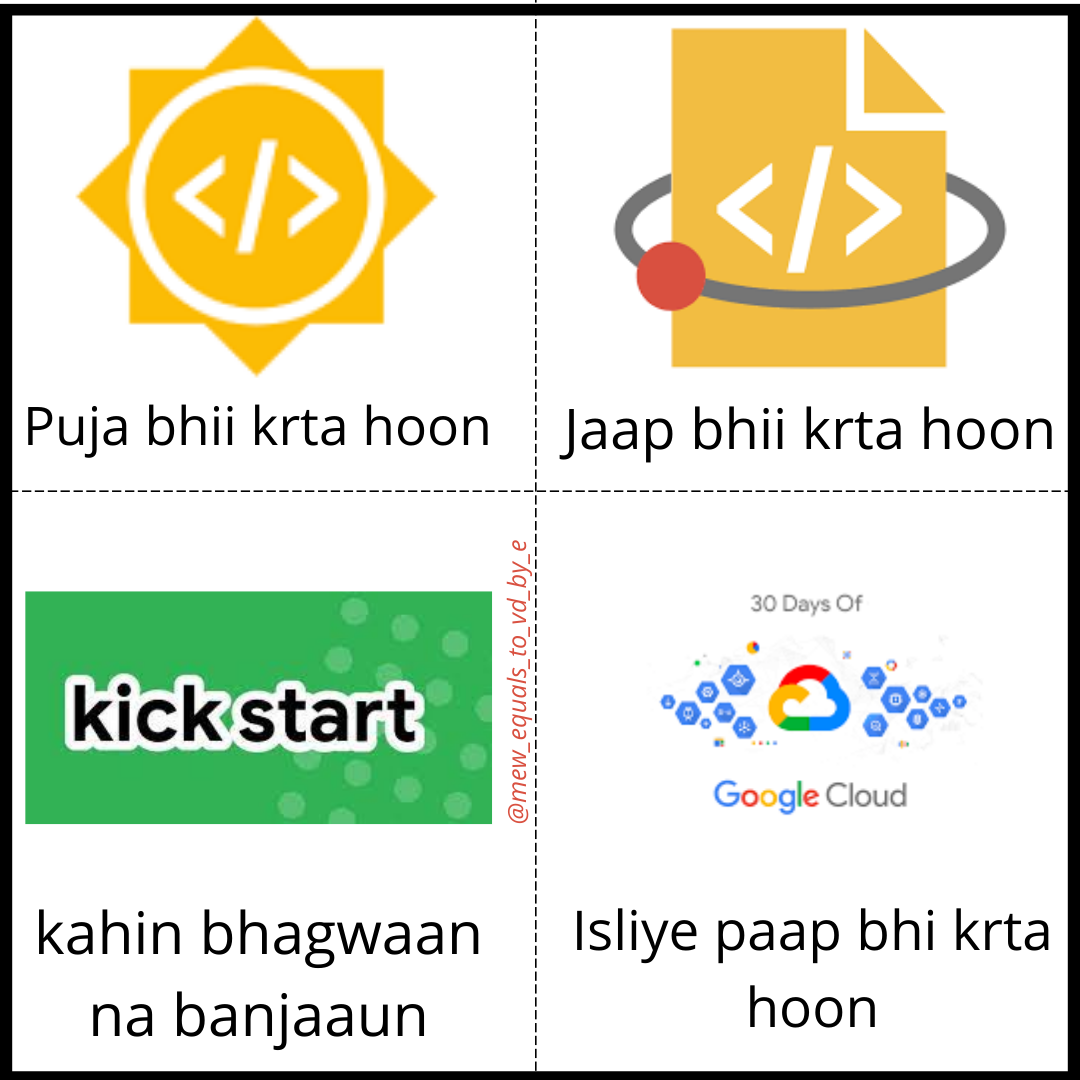 </>
Puja bhii krta hoon
</>
Jaap bhii krta hoon
kick start
kahin bhagwaan
na banjaaun
@mew_equals_to_vd_by_e
30 Days Of
Google Cloud
Isliye paap bhi krta
hoon